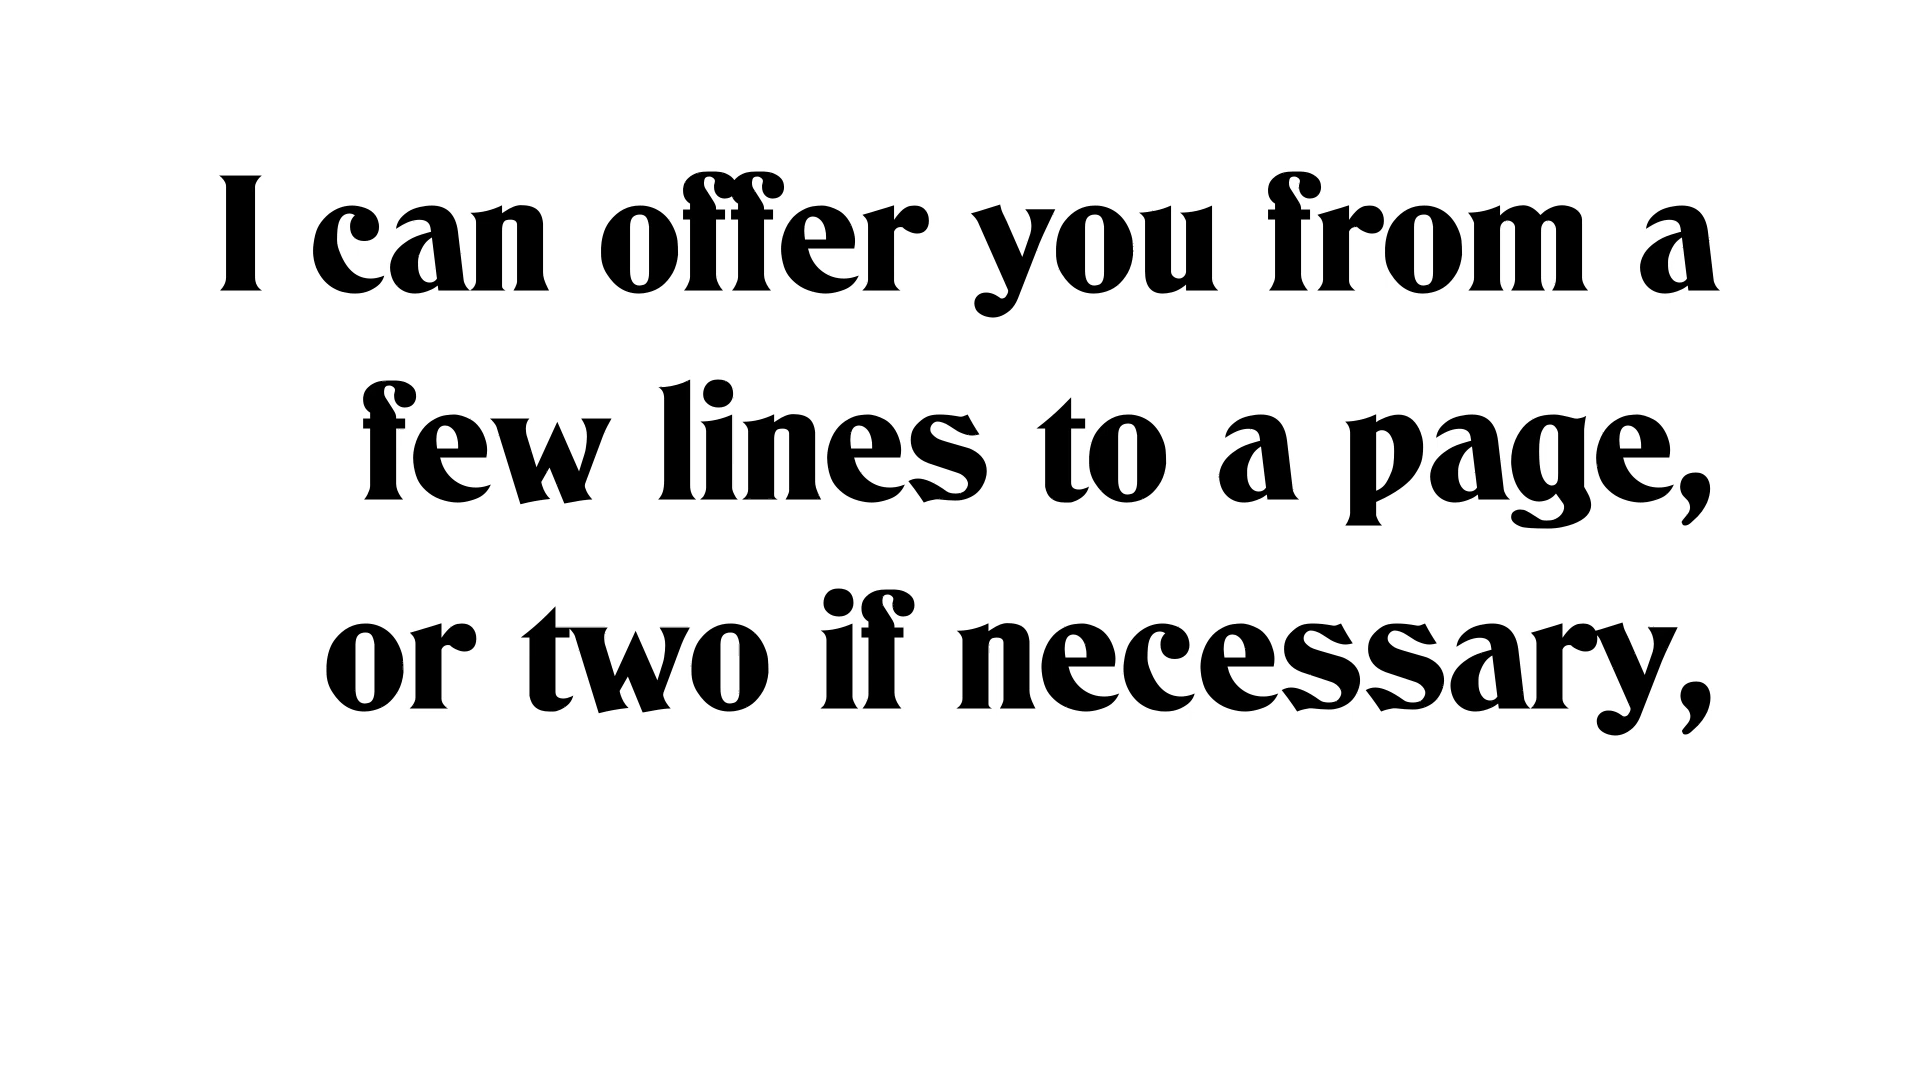 I can offer you from a
few lines to a page,
or two if necessary,